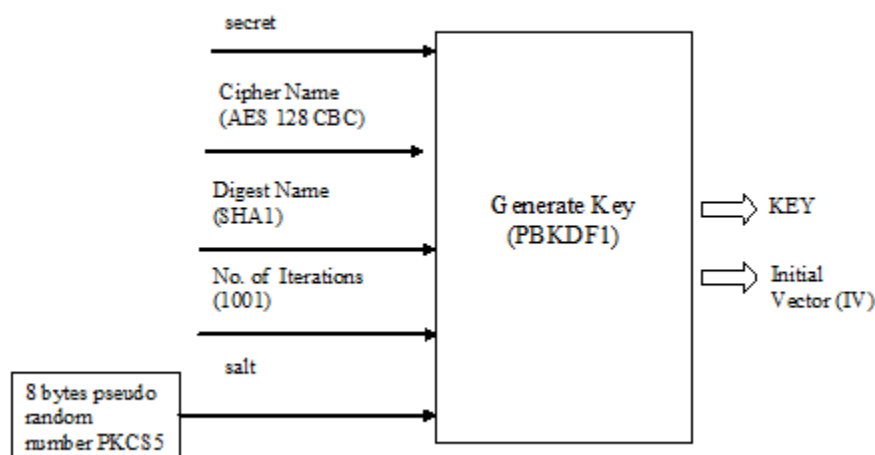 secret
Cipher Name
(AES 128 CBC)
Digest Name
(SHA1)
No. of Iterations
(1001)
salt
8 bytes pseudo
random
number PKCS5
Generate Key
(PBKDF1)
KEY
Initial
Vector (IV)